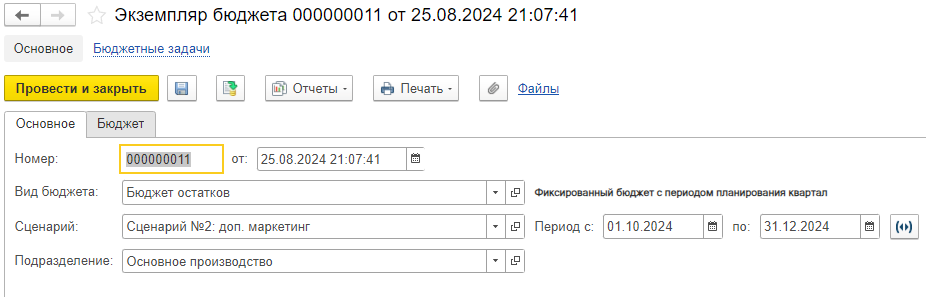 Экземпляр бюджета 000000011 от 25.08.2024 21:07:41
Основное Бюджетные задачи
Провести и закрыть Отчеты Печать Файлы
Основное Бюджет
Номер: 000000011 от: 25.08.2024 21:07:41
Вид бюджета: Бюджет остатков Фиксированный бюджет с периодом планирования квартал
Сценарий: Сценарий №2: доп. маркетинг Период с: 01.10.2024 по: 31.12.2024
Подразделение: Основное производство